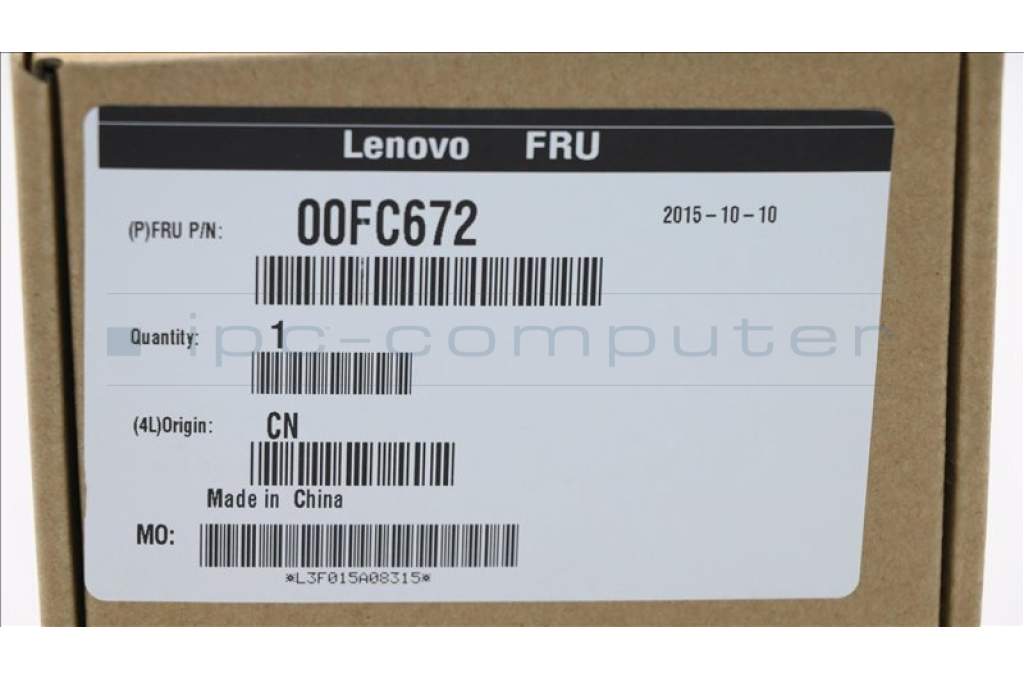 Lenovo FRU
(P)FRU P/N: 00FC672 2015-10-10
Quantity: 1
ipc-computer
(4L)Origin: CN
Made in China
MO:
*L3F015A08315*